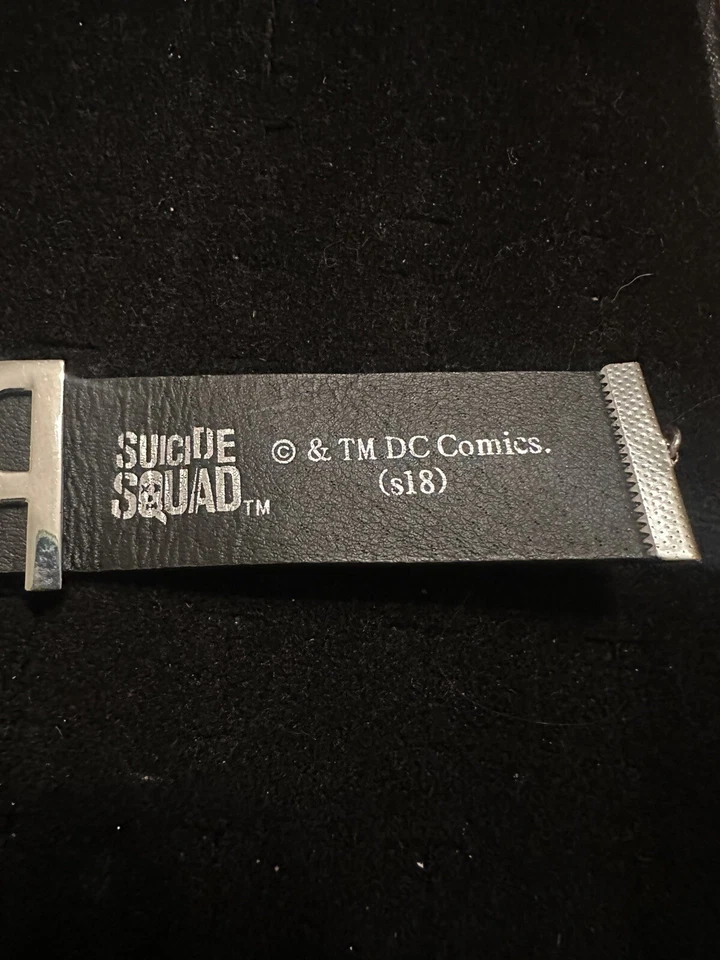 SUICIDE
SQUAD™
© & TM DC Comics.
(s18)